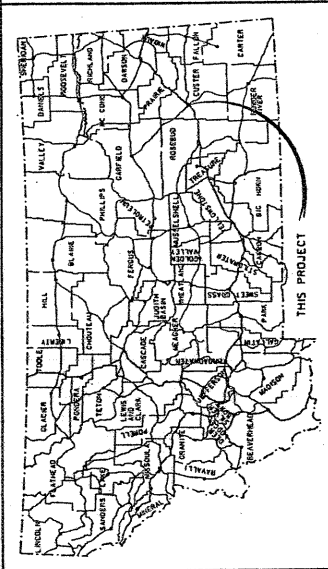 LINCOLN
FLATHEAD
GLACIER
TOOLE
LIBERTY
HILL
BLAINE
PHILLIPS
VALLEY
DANIELS
SHERIDAN
ROOSEVELT
RICHLAND
MC CONE
DAWSON
WIBAUX
PRAIRIE
FALLON
CUSTER
CARTER
POWDER
RIVER
ROSEBUD
TREASURE
BIG HORN
YELLOWSTONE
GARFIELD
PETROLEUM
MUSSELSHELL
GOLDEN
VALLEY
WHEATLAND
FERGUS
JUDITH
BASIN
CHOUTEAU
PONDERA
TETON
CASCADE
LEWIS
AND
CLARK
MEAGHER
BROADWATER
JEFFERSON
POWELL
GRANITE
MISSOULA
LAKE
SANDERS
MINERAL
RAVALLI
BEAVERHEAD
MADISON
GALLATIN
PARK
SWEET GRASS
STILLWATER
CARBON
THIS PROJECT